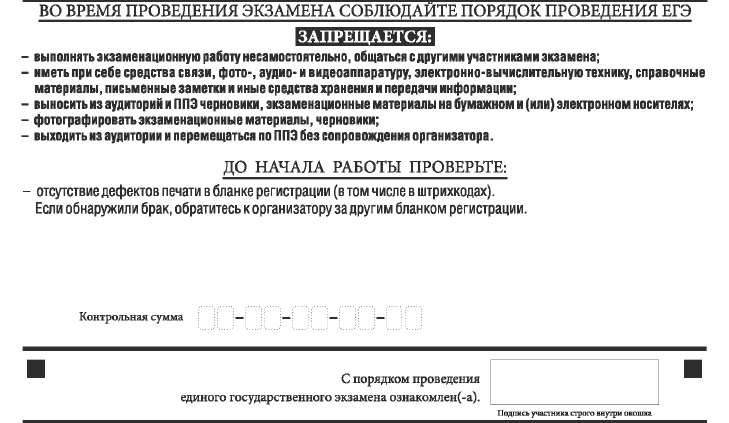 ВО ВРЕМЯ ПРОВЕДЕНИЯ ЭКЗАМЕНА СОБЛЮДАЙТЕ ПОРЯДОК ПРОВЕДЕНИЯ ЕГЭ
ЗАПРЕЩАЕТСЯ:
– выполнять экзаменационную работу несамостоятельно, общаться с другими участниками экзамена;
– иметь при себе средства связи, фото-, аудио- и видеоаппаратуру, электронно-вычислительную технику, справочные
материалы, письменные заметки и иные средства хранения и передачи информации;
– выносить из аудиторий и ППЭ черновики, экзаменационные материалы на бумажном и (или) электронном носителях;
– фотографировать экзаменационные материалы, черновики;
– выходить из аудитории и перемещаться по ППЭ без сопровождения организатора.
ДО НАЧАЛА РАБОТЫ ПРОВЕРЬТЕ:
– отсутствие дефектов печати в бланке регистрации (в том числе в штрихкодах).
Если обнаружили брак, обратитесь к организатору за другим бланком регистрации.
Контрольная сумма
С порядком проведения
единого государственного экзамена ознакомлен(-а).
Подпись участника строго внутри окошка